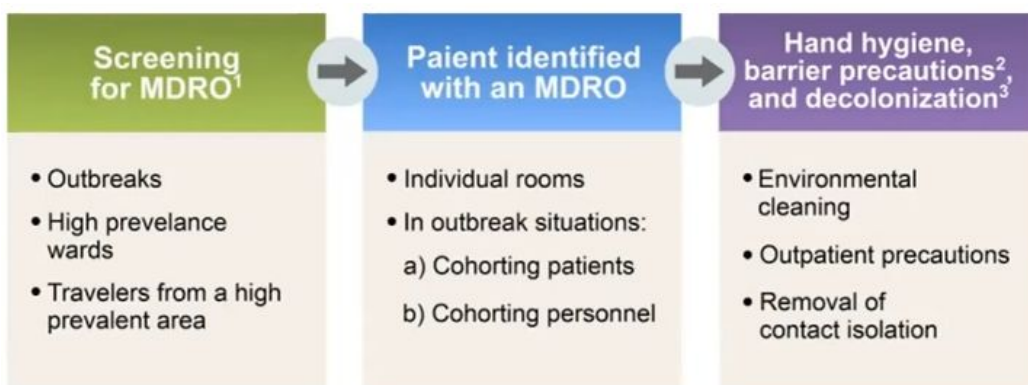 Screening
for MDRO¹
• Outbreaks
• High prevelance
wards
• Travelers from a high
prevalent area
Paient identified
with an MDRO
• Individual rooms
• In outbreak situations:
a) Cohorting patients
b) Cohorting personnel
Hand hygiene,
barrier precautions²,
and decolonization³
• Environmental
cleaning
• Outpatient precautions
• Removal of
contact isolation